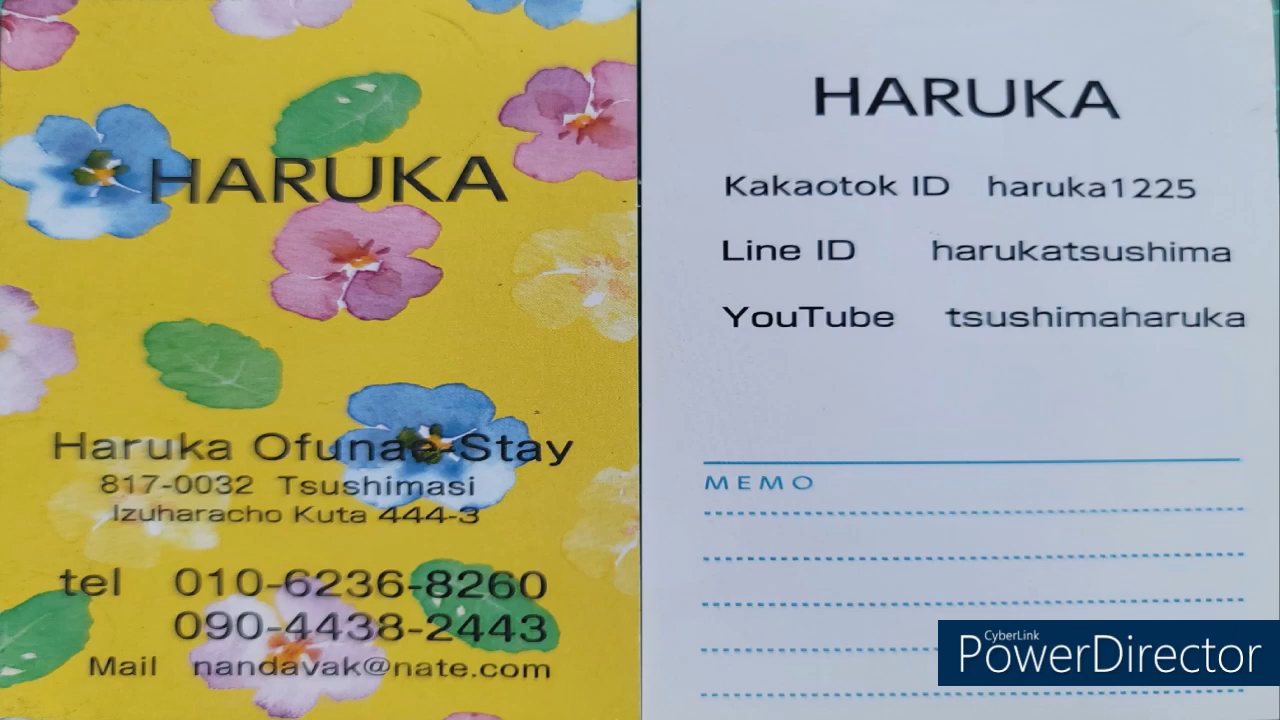 HARUKA
Haruka Ofunae-Stay
817-0032 Tsushimasi
Izuharacho Kuta 444-3
tel 010-6236-8260
090-4438-2443
Mail nandavak@nate.com
HARUKA
Kakaotok ID haruka1225
Line ID harukatsushima
YouTube tsushimaharuka
MEMO
CyberLink
PowerDirector